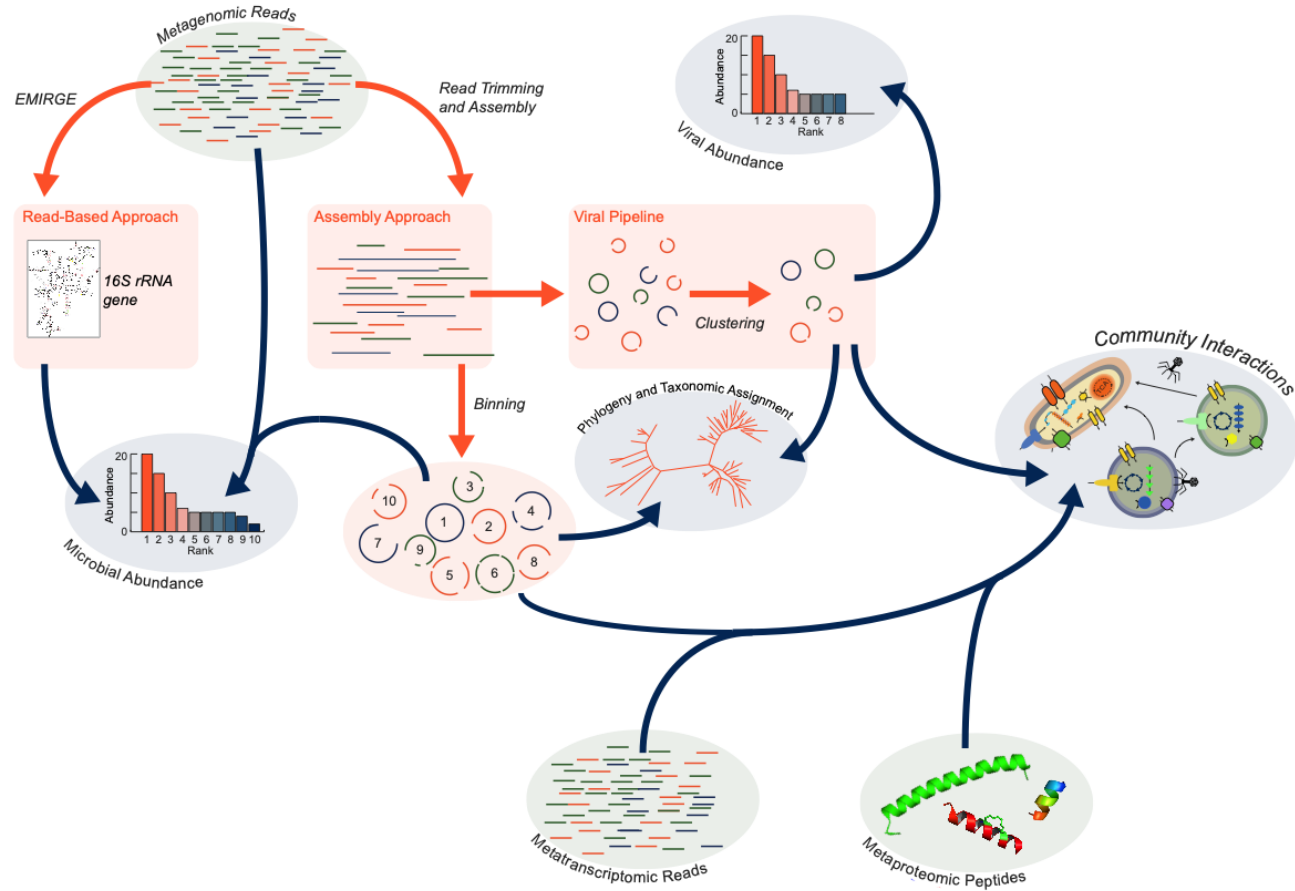 Metagenomic Reads
EMIRGE
Read Trimming
and Assembly
Abundance
20
0
1 2 3 4 5 6 7 8
Rank
Viral Abundance
Read-Based Approach
16S rRNA
gene
Assembly Approach
Viral Pipeline
Clustering
Binning
Phylogeny and Taxonomic Assignment
Community Interactions
Abundance
20
0
1 2 3 4 5 6 7 8 9 10
Rank
Microbial Abundance
10
3
1
2
4
7
9
5
6
8
Metatranscriptomic Reads
Metaproteomic Peptides